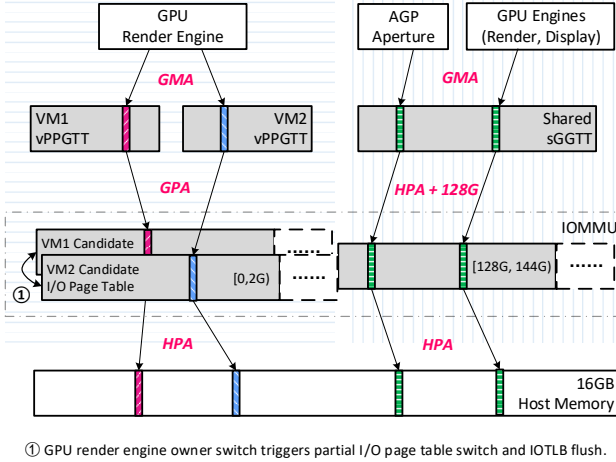 GPU
Render Engine
AGP
Aperture
GPU Engines
(Render, Display)
GMA
GMA
VM1
vPPGTT
VM2
vPPGTT
Shared
sGGTT
GPA
HPA + 128G
IOMMU
VM1 Candidate
......
VM2 Candidate
I/O Page Table
[0,2G)
......
[128G, 144G)
......
①
HPA
HPA
16GB
Host Memory
① GPU render engine owner switch triggers partial I/O page table switch and IOTLB flush.